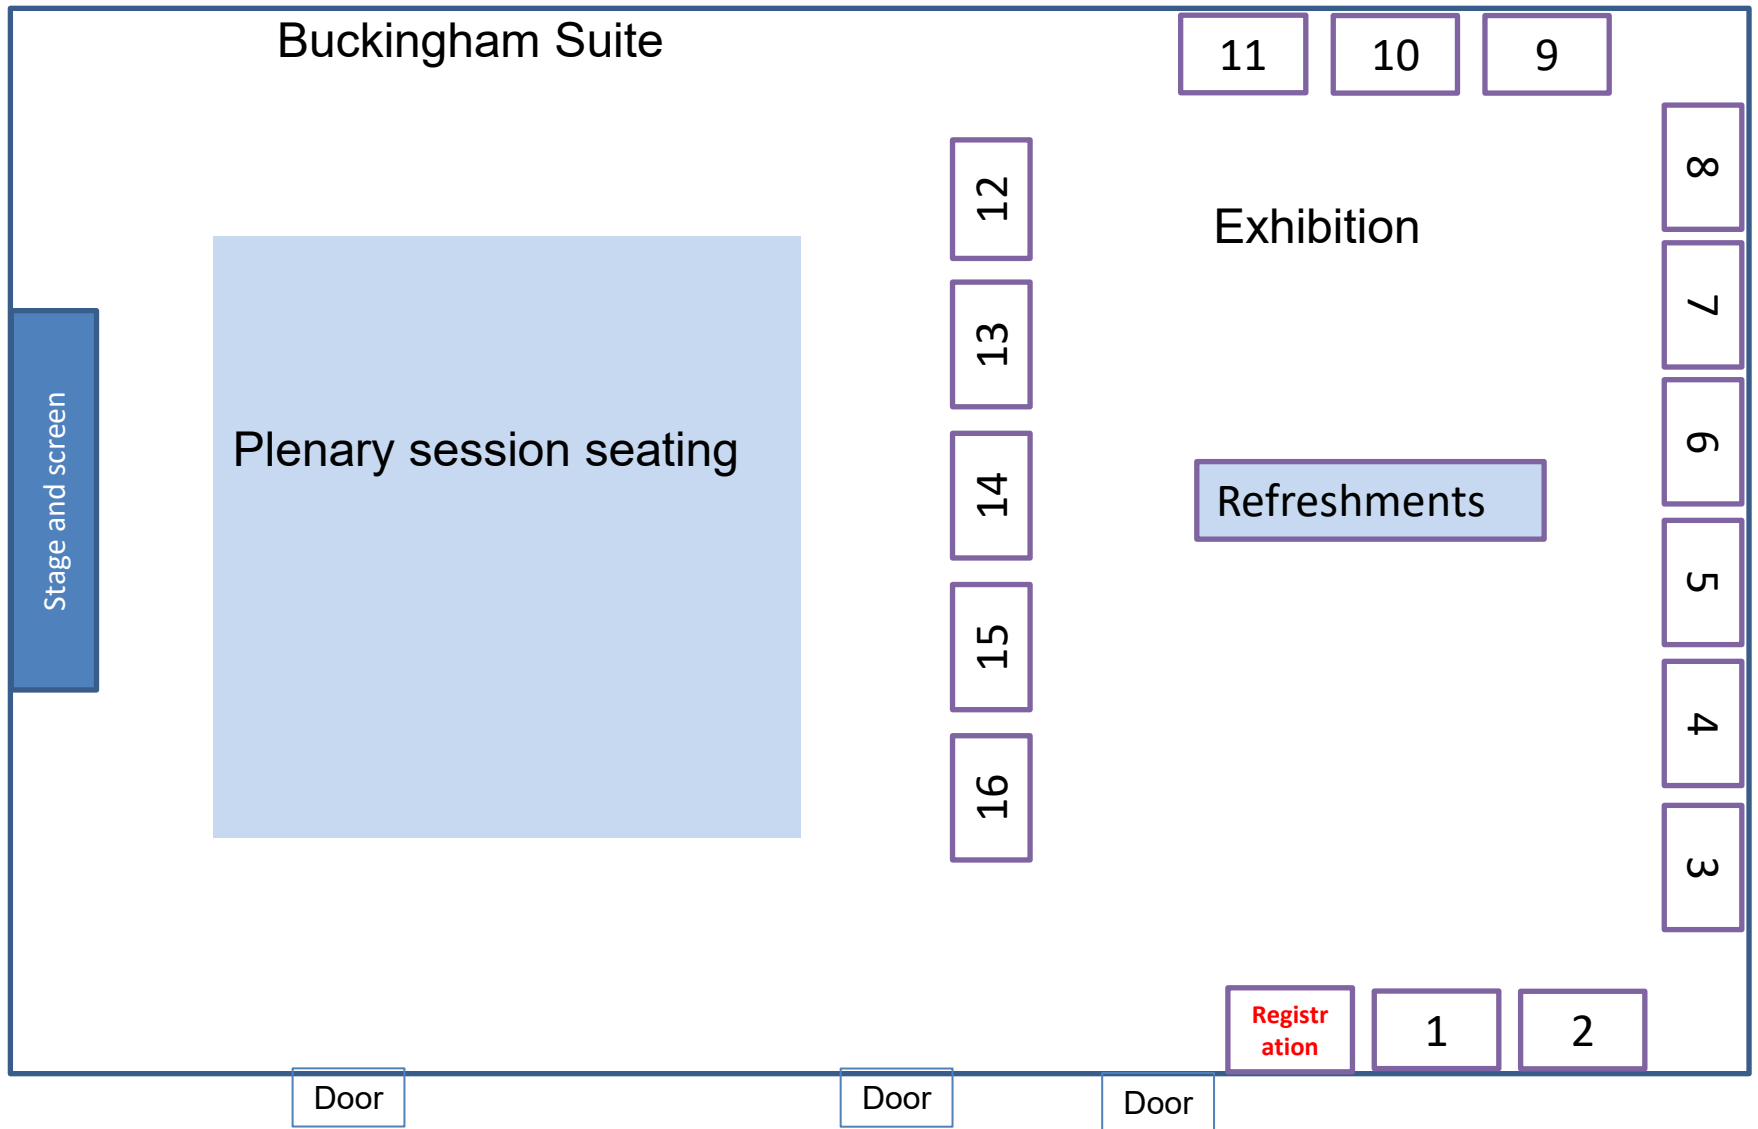 Buckingham Suite
11
10
9
8
12
Exhibition
7
13
Stage and screen
Plenary session seating
6
14
Refreshments
5
15
4
16
3
Registr
ation
1
2
Door
Door
Door